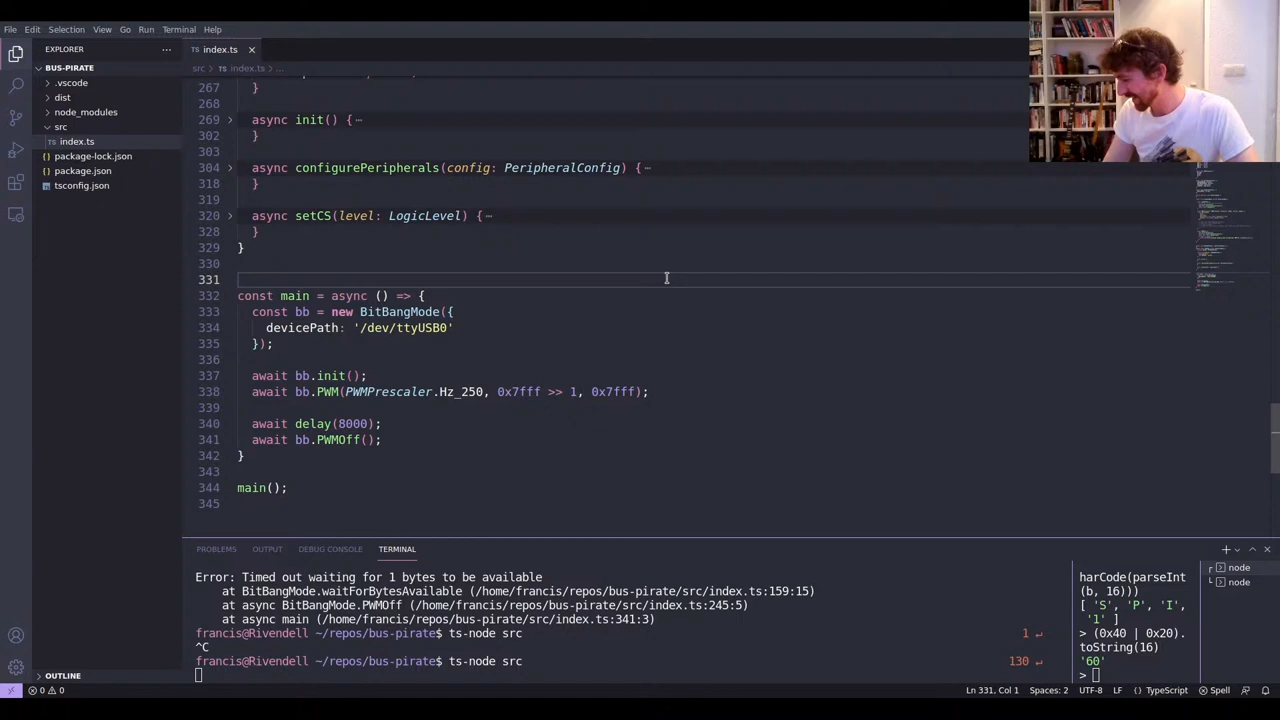 File Edit Selection View Go Run Terminal Help
EXPLORER
index.ts
BUS-PIRATE
src > TS index.ts > ...
.vscode
dist
node_modules
src
TS index.ts
package-lock.json
package.json
tsconfig.json
267 }
268
269 async init() {
302 }
303
304 async configurePeripherals(config: PeripheralConfig) {
318 }
319
320 async setCS(level: LogicLevel) {
328 }
329 }
330
331
332 const main = async () => {
333 const bb = new BitBangMode({
334 devicePath: '/dev/ttyUSB0'
335 });
336
337 await bb.init();
338 await bb.PWM(PWMPrescaler.Hz_250, 0x7fff >> 1, 0x7fff);
339
340 await delay(8000);
341 await bb.PWMOff();
342 }
343
344 main();
345
PROBLEMS OUTPUT DEBUG CONSOLE TERMINAL
Error: Timed out waiting for 1 bytes to be available
at BitBangMode.waitForBytesAvailable (/home/francis/repos/bus-pirate/src/index.ts:159:15)
at async BitBangMode.PWMOff (/home/francis/repos/bus-pirate/src/index.ts:245:5)
at async main (/home/francis/repos/bus-pirate/src/index.ts:341:3)
francis@Rivendell ~/repos/bus-pirate$ ts-node src 1 ↵
^C
francis@Rivendell ~/repos/bus-pirate$ ts-node src 130 ↵
harCode(parseInt
(b, 16)))
[ 'S', 'P', 'I',
'1' ]
> (0x40 | 0x20).
toString(16)
'60'
>
node
node
OUTLINE
0 0
Ln 331, Col 1 Spaces: 2 UTF-8 LF TypeScript Spell